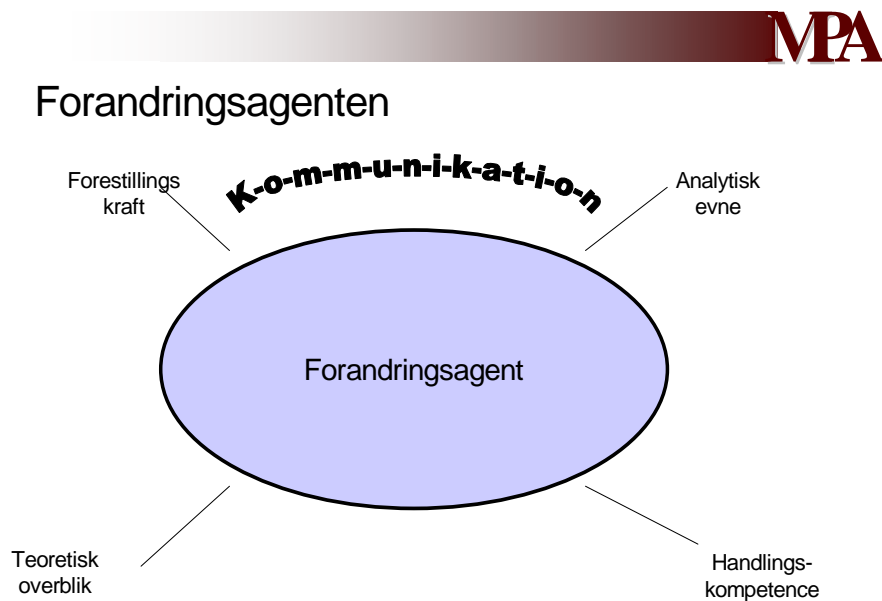 MPA
Forandringsagenten
K-o-m-m-u-n-i-k-a-t-i-o-n
Forestillings
kraft
Analytisk
evne
Forandringsagent
Teoretisk
overblik
Handlings-
kompetence